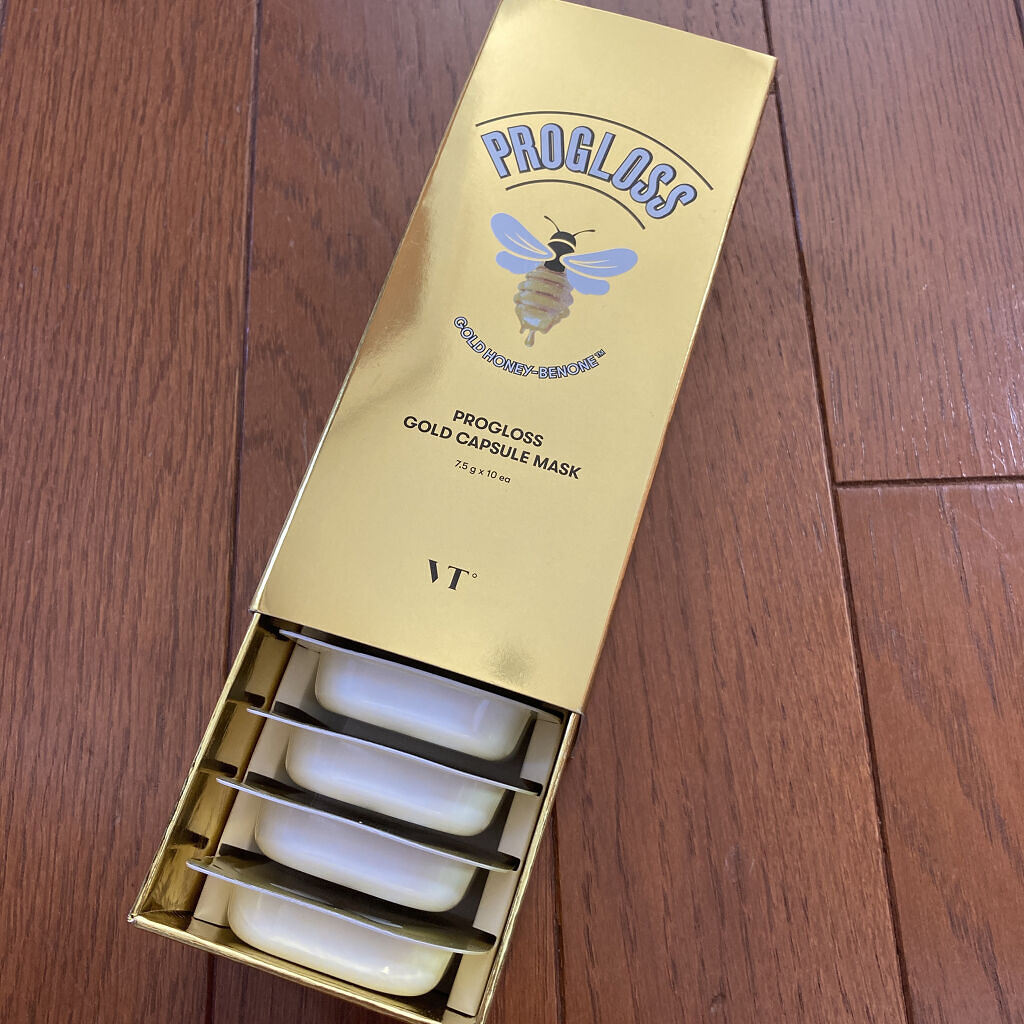 PROGLOSS
GOLD HONEY-BENONE™
PROGLOSS
GOLD CAPSULE MASK
7.5 g x 10 ea
VT°